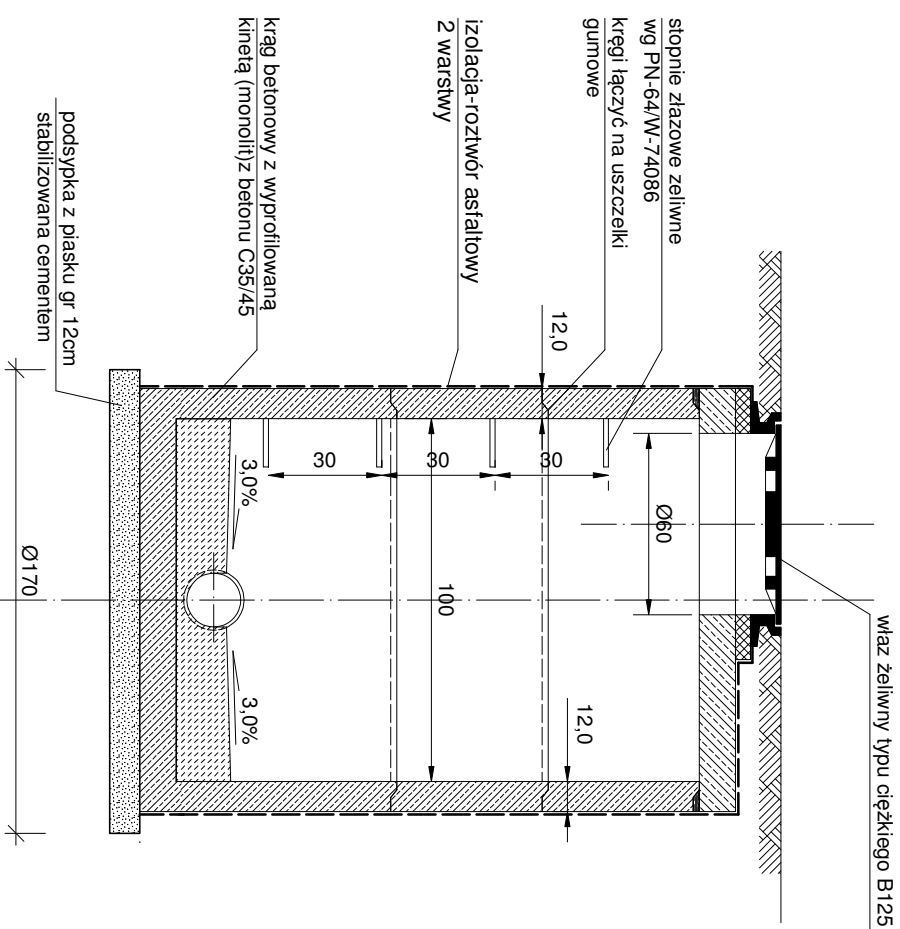 właz żeliwny typu ciężkiego B125
stopnie złazowe zeliwne
wg PN-64/W-74086
kręgi łączyć na uszczelki
gumowe
izolacja-roztwór asfaltowy
2 warstwy
krąg betonowy z wyprofilowaną
kinetą (monolit)z betonu C35/45
podsypka z piasku gr 12cm
stabilizowana cementem
Ø60
12,0
30
30
30
100
12,0
3,0%
3,0%
Ø170